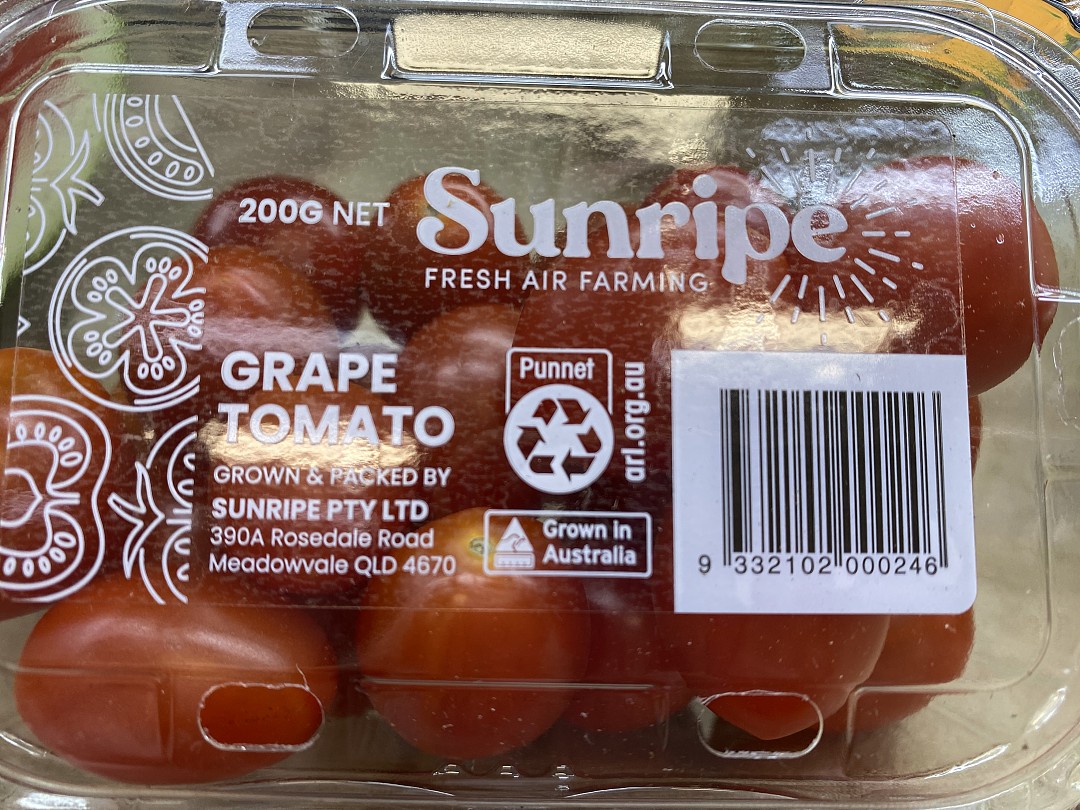 200G NET
Sunripe
FRESH AIR FARMING
GRAPE
TOMATO
GROWN & PACKED BY
SUNRIPE PTY LTD
390A Rosedale Road
Meadowvale QLD 4670
Punnet
arl.org.au
Grown in
Australia
9 332102 000246